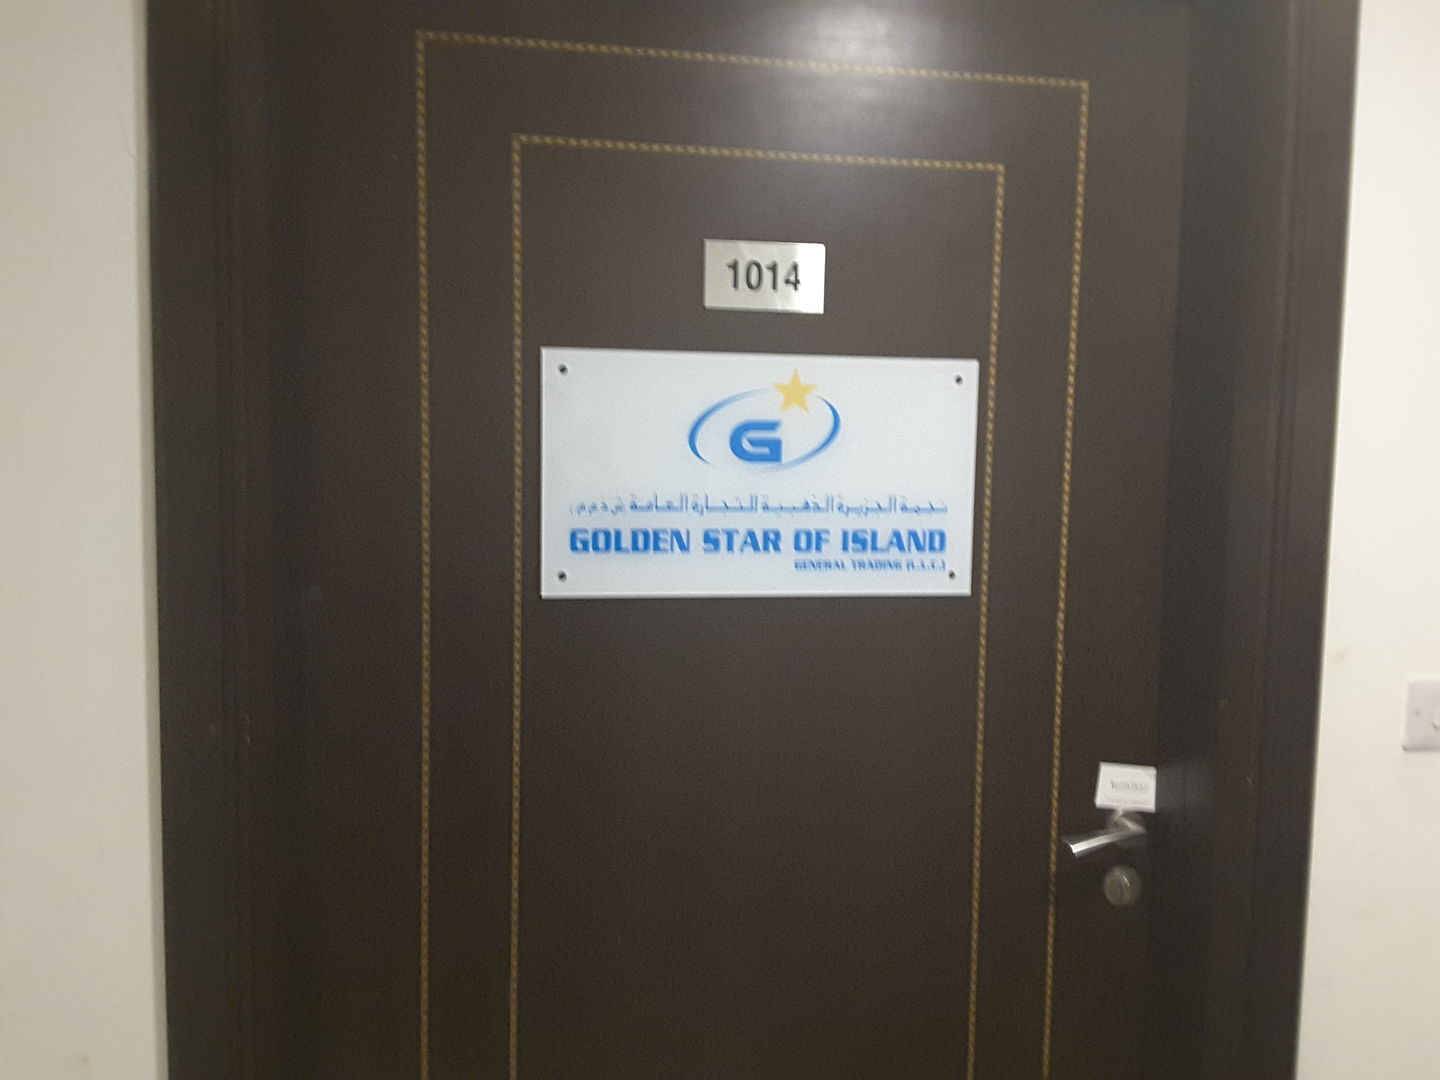 1014
G
نجمة الجزيرة الذهبية للتجارة العامة ش.ذ.م.م.
GOLDEN STAR OF ISLAND
GENERAL TRADING (L.L.C.)